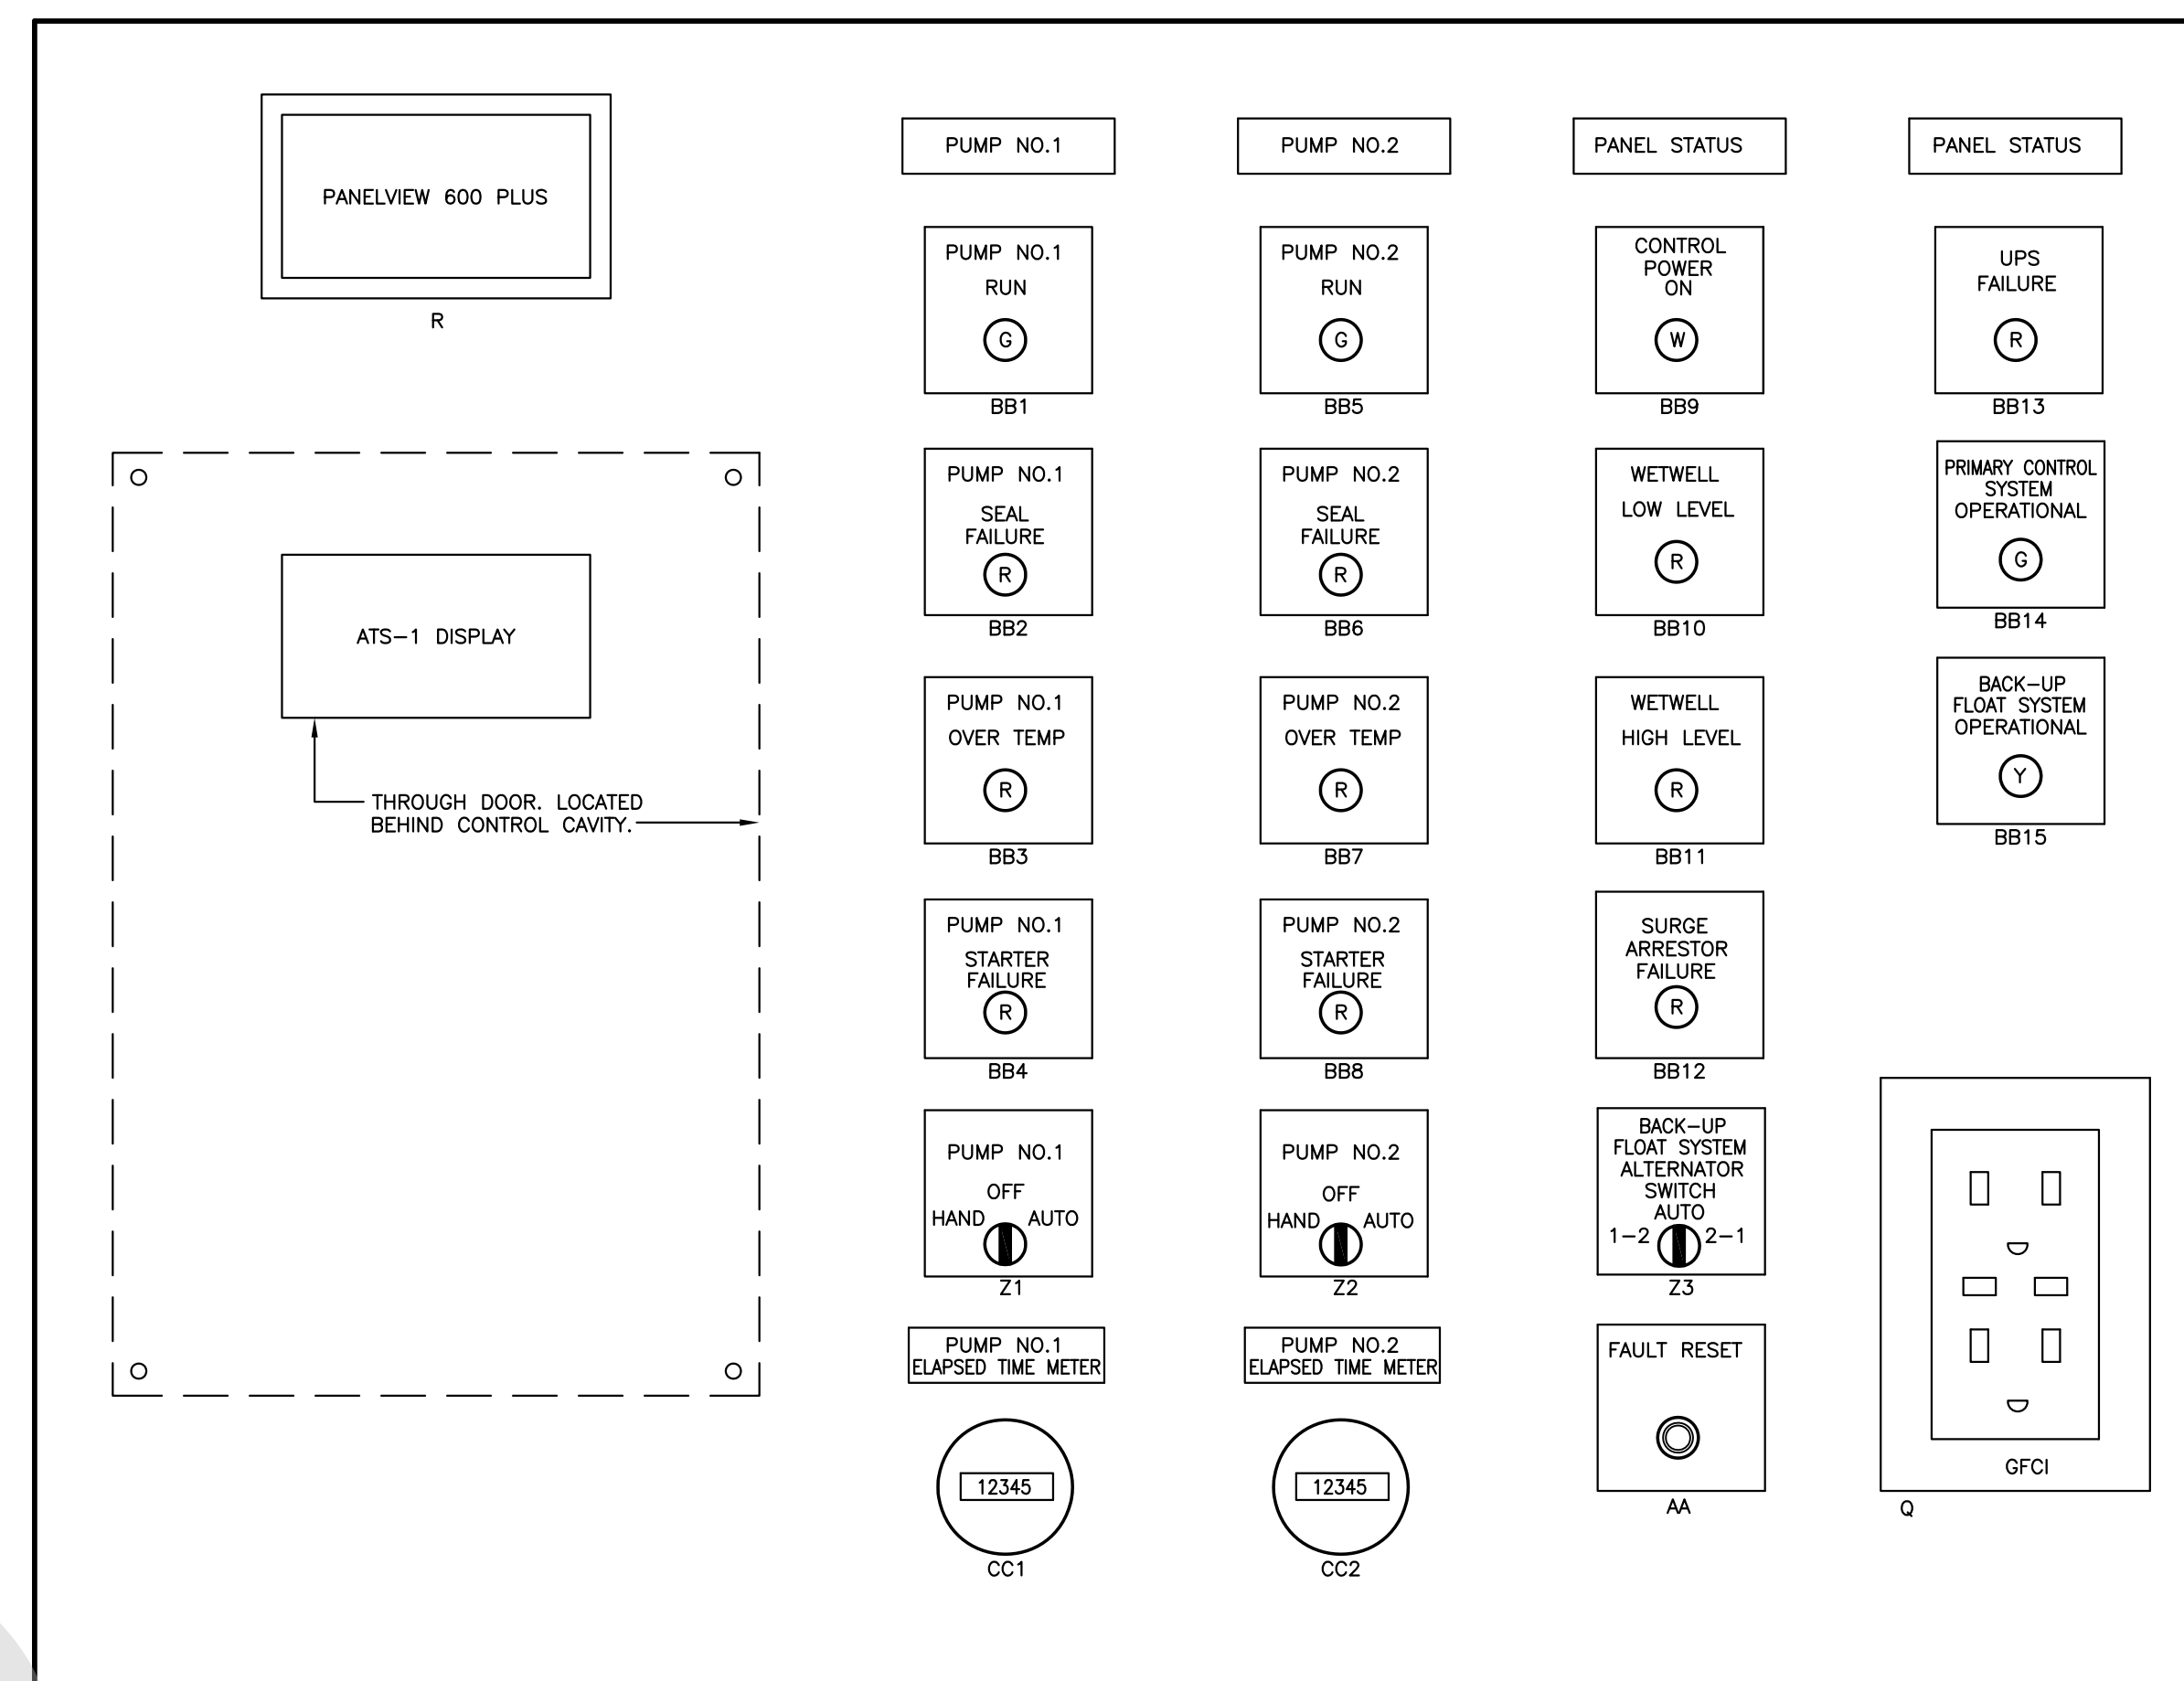 PANELVIEW 600 PLUS
R
ATS-1 DISPLAY
THROUGH DOOR. LOCATED
BEHIND CONTROL CAVITY.
PUMP NO.1
PUMP NO.1
RUN
G
BB1
PUMP NO.1
SEAL
FAILURE
R
BB2
PUMP NO.1
OVER TEMP
R
BB3
PUMP NO.1
STARTER
FAILURE
R
BB4
PUMP NO.1
OFF
HAND AUTO
Z1
PUMP NO.1
ELAPSED TIME METER
12345
CC1
PUMP NO.2
PUMP NO.2
RUN
G
BB5
PUMP NO.2
SEAL
FAILURE
R
BB6
PUMP NO.2
OVER TEMP
R
BB7
PUMP NO.2
STARTER
FAILURE
R
BB8
PUMP NO.2
OFF
HAND AUTO
Z2
PUMP NO.2
ELAPSED TIME METER
12345
CC2
PANEL STATUS
CONTROL
POWER
ON
W
BB9
WETWELL
LOW LEVEL
R
BB10
WETWELL
HIGH LEVEL
R
BB11
SURGE
ARRESTOR
FAILURE
R
BB12
BACK-UP
FLOAT SYSTEM
ALTERNATOR
SWITCH
AUTO
1-2 2-1
Z3
FAULT RESET
AA
PANEL STATUS
UPS
FAILURE
R
BB13
PRIMARY CONTROL
SYSTEM
OPERATIONAL
G
BB14
BACK-UP
FLOAT SYSTEM
OPERATIONAL
Y
BB15
GFCI
Q